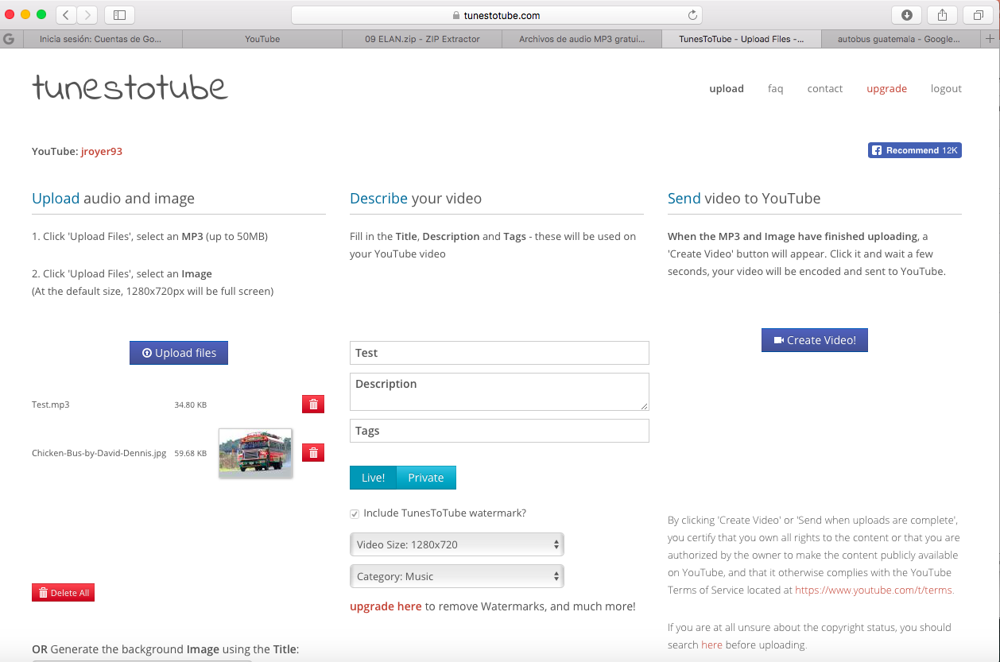 tunestotube.com
Inicia sesión: Cuentas de Go...
YouTube
09 ELAN.zip - ZIP Extractor
Archivos de audio MP3 gratui...
TunesToTube - Upload Files -...
autobus guatemala - Google...
tunestotube
upload
faq
contact
upgrade
logout
YouTube: jroyer93
Recommend 12K
Upload audio and image
1. Click 'Upload Files', select an MP3 (up to 50MB)
2. Click 'Upload Files', select an Image
(At the default size, 1280x720px will be full screen)
Upload files
Test.mp3
34.80 KB
Chicken-Bus-by-David-Dennis.jpg
59.68 KB
Delete All
OR Generate the background Image using the Title:
Describe your video
Fill in the Title, Description and Tags - these will be used on
your YouTube video
Test
Description
Tags
Live!
Private
Include TunesToTube watermark?
Video Size: 1280x720
Category: Music
upgrade here to remove Watermarks, and much more!
Send video to YouTube
When the MP3 and Image have finished uploading, a
'Create Video' button will appear. Click it and wait a few
seconds, your video will be encoded and sent to YouTube.
Create Video!
By clicking 'Create Video' or 'Send when uploads are complete',
you certify that you own all rights to the content or that you are
authorized by the owner to make the content publicly available
on YouTube, and that it otherwise complies with the YouTube
Terms of Service located at https://www.youtube.com/t/terms.
If you are at all unsure about the copyright status, you should
search here before uploading.